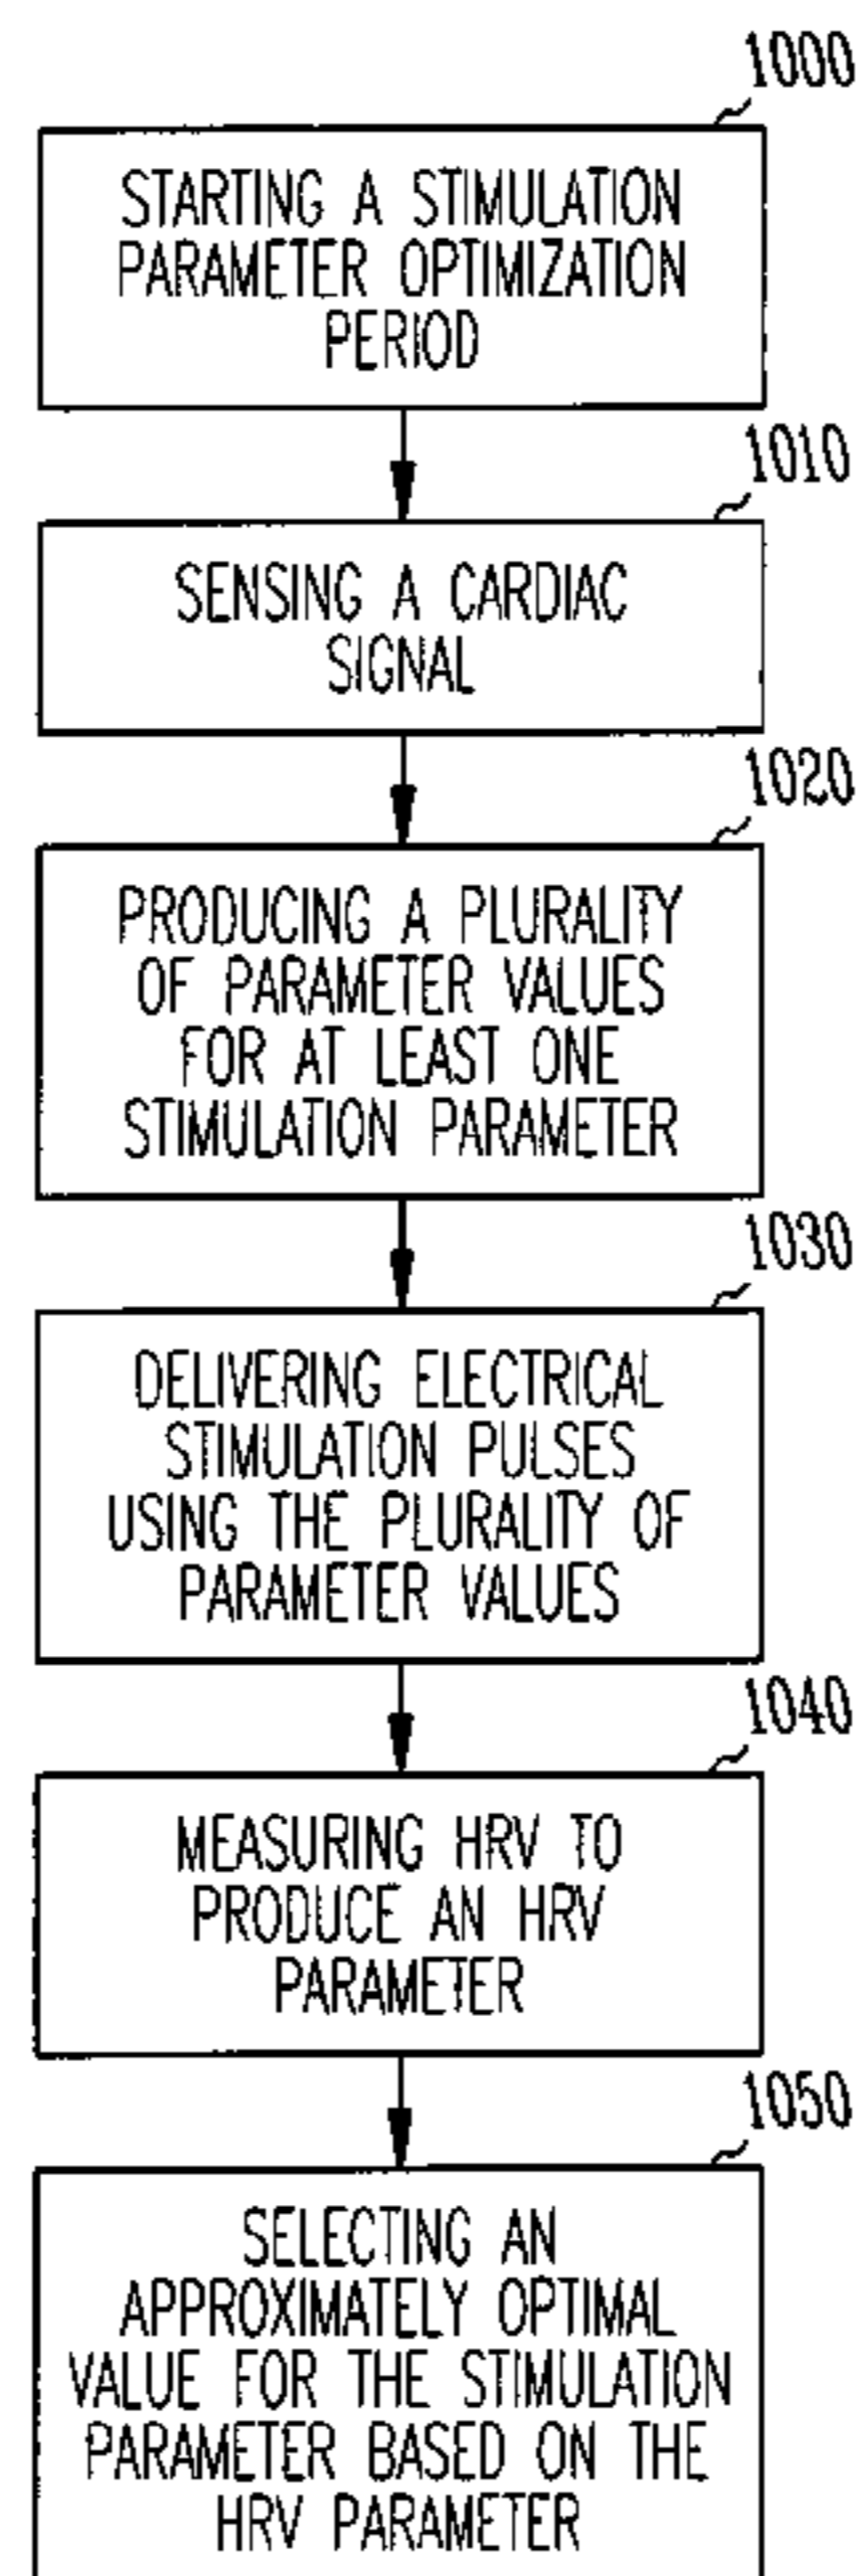 1000
STARTING A STIMULATION
PARAMETER OPTIMIZATION
PERIOD
1010
SENSING A CARDIAC
SIGNAL
1020
PRODUCING A PLURALITY
OF PARAMETER VALUES
FOR AT LEAST ONE
STIMULATION PARAMETER
1030
DELIVERING ELECTRICAL
STIMULATION PULSES
USING THE PLURALITY OF
PARAMETER VALUES
1040
MEASURING HRV TO
PRODUCE AN HRV
PARAMETER
1050
SELECTING AN
APPROXIMATELY OPTIMAL
VALUE FOR THE STIMULATION
PARAMETER BASED ON THE
HRV PARAMETER